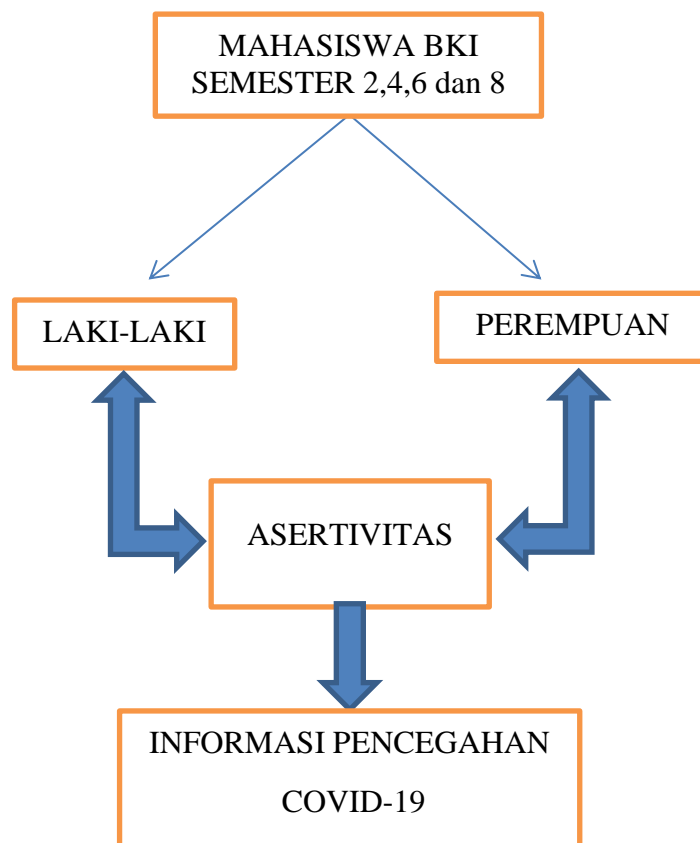 MAHASISWA BKI
SEMESTER 2,4,6 dan 8
LAKI-LAKI
PEREMPUAN
ASERTIVITAS
INFORMASI PENCEGAHAN
COVID-19